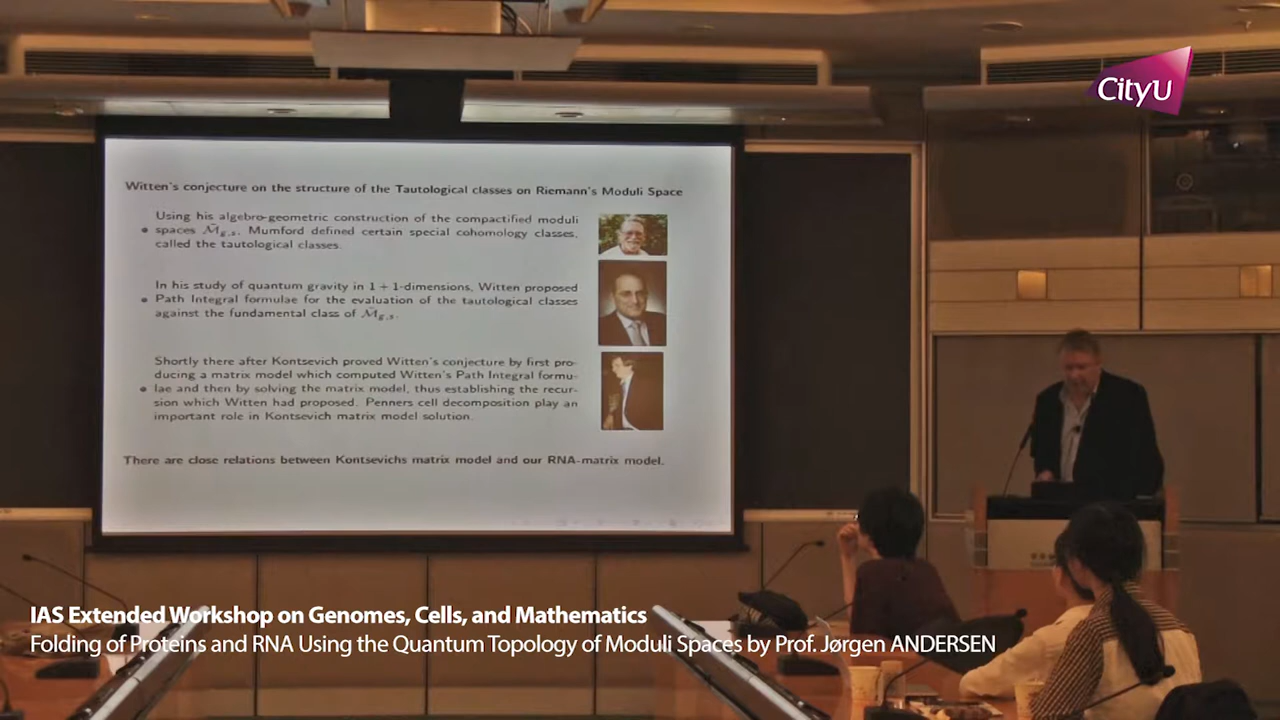 CityU
Witten's conjecture on the structure of the Tautological classes on Riemann's Moduli Space
Using his algebro-geometric construction of the compactified moduli
• spaces M̄g,s. Mumford defined certain special cohomology classes,
called the tautological classes.
In his study of quantum gravity in 1 + 1-dimensions, Witten proposed
• Path Integral formulae for the evaluation of the tautological classes
against the fundamental class of M̄g,s.
Shortly there after Kontsevich proved Witten's conjecture by first pro-
ducing a matrix model which computed Witten's Path Integral formu-
• lae and then by solving the matrix model, thus establishing the recur-
sion which Witten had proposed. Penners cell decomposition play an
important role in Kontsevich matrix model solution.
There are close relations between Kontsevichs matrix model and our RNA-matrix model.
IAS Extended Workshop on Genomes, Cells, and Mathematics
Folding of Proteins and RNA Using the Quantum Topology of Moduli Spaces by Prof. Jørgen ANDERSEN